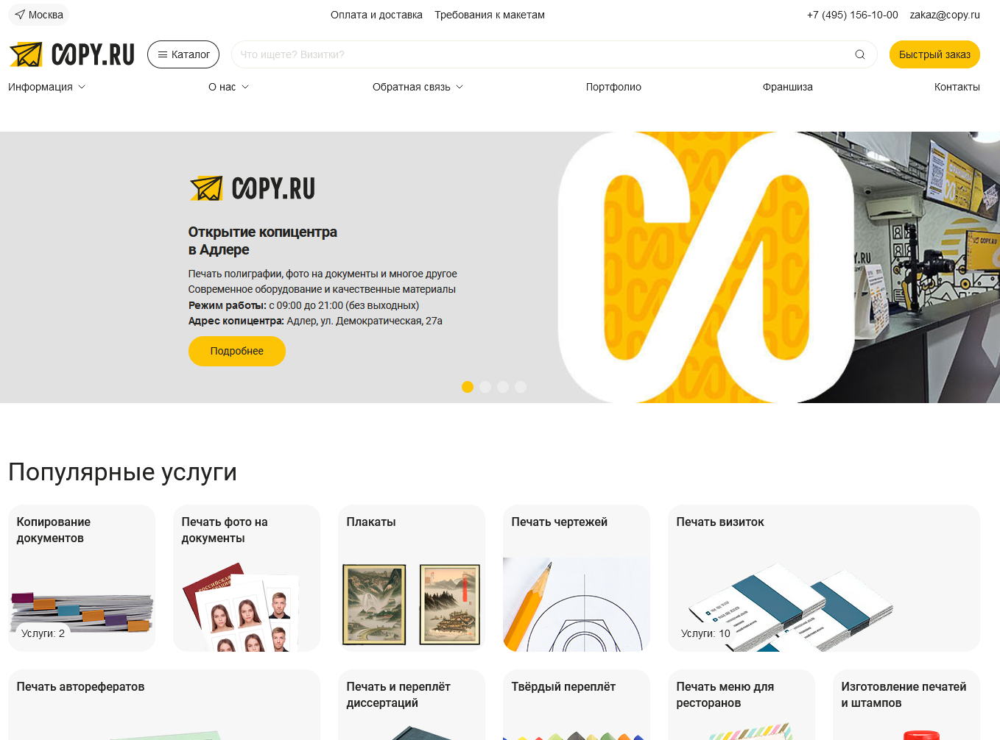 Москва
Оплата и доставка
Требования к макетам
+7 (495) 156-10-00
zakaz@copy.ru
COPY.RU
Каталог
Что ищете? Визитки?
Быстрый заказ
Информация
О нас
Обратная связь
Портфолио
Франшиза
Контакты
COPY.RU
Открытие копицентра
в Адлере
Печать полиграфии, фото на документы и многое другое
Современное оборудование и качественные материалы
Режим работы: с 09:00 до 21:00 (без выходных)
Адрес копицентра: Адлер, ул. Демократическая, 27а
Подробнее
COPY.RU
Популярные услуги
Копирование
документов
Услуги: 2
Печать фото на
документы
Плакаты
Печать чертежей
Печать визиток
Услуги: 10
Печать авторефератов
Печать и переплёт
диссертаций
Твёрдый переплёт
Печать меню для
ресторанов
Изготовление печатей
и штампов